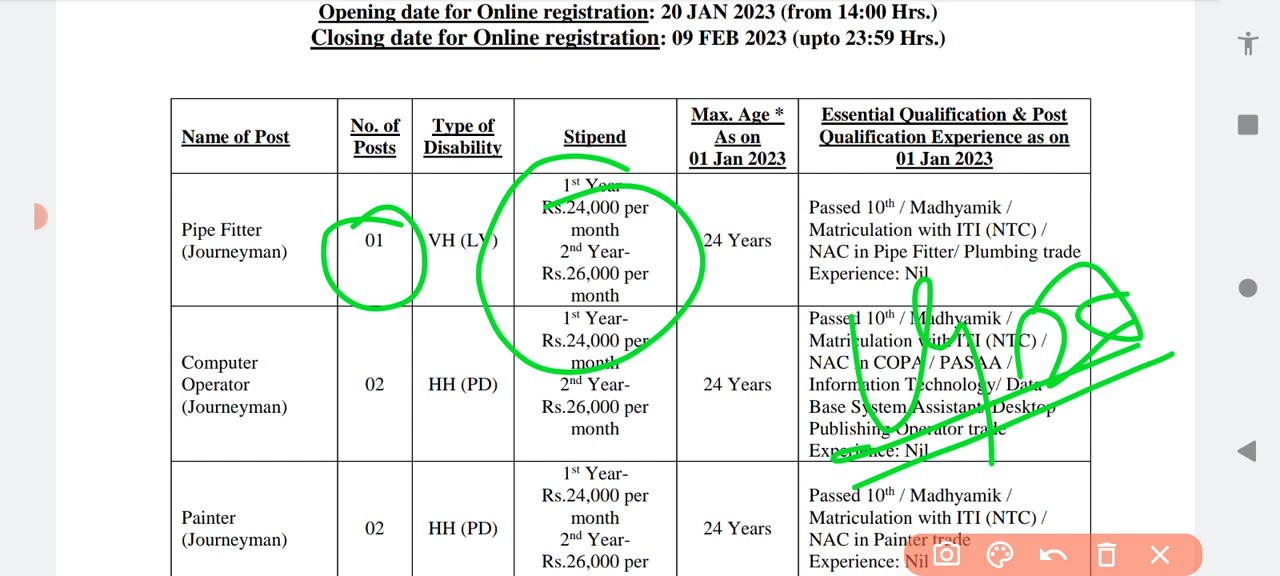 Opening date for Online registration: 20 JAN 2023 (from 14:00 Hrs.)
Closing date for Online registration: 09 FEB 2023 (upto 23:59 Hrs.)
Name of Post
No. of
Posts
Type of
Disability
Stipend
Max. Age *
As on
01 Jan 2023
Essential Qualification & Post
Qualification Experience as on
01 Jan 2023
Pipe Fitter
(Journeyman)
01
VH (LV)
1st Year-
Rs.24,000 per
month
2nd Year-
Rs.26,000 per
month
24 Years
Passed 10th / Madhyamik /
Matriculation with ITI (NTC) /
NAC in Pipe Fitter/ Plumbing trade
Experience: Nil
Computer
Operator
(Journeyman)
02
HH (PD)
1st Year-
Rs.24,000 per
month
2nd Year-
Rs.26,000 per
month
24 Years
Passed 10th / Madhyamik /
Matriculation with ITI (NTC) /
NAC in COPA / PASAA /
Information Technology/ Data
Base System Assistant/ Desktop
Publishing Operator trade
Experience: Nil
Painter
(Journeyman)
02
HH (PD)
1st Year-
Rs.24,000 per
month
2nd Year-
Rs.26,000 per
24 Years
Passed 10th / Madhyamik /
Matriculation with ITI (NTC) /
NAC in Painter trade
Experience: Nil